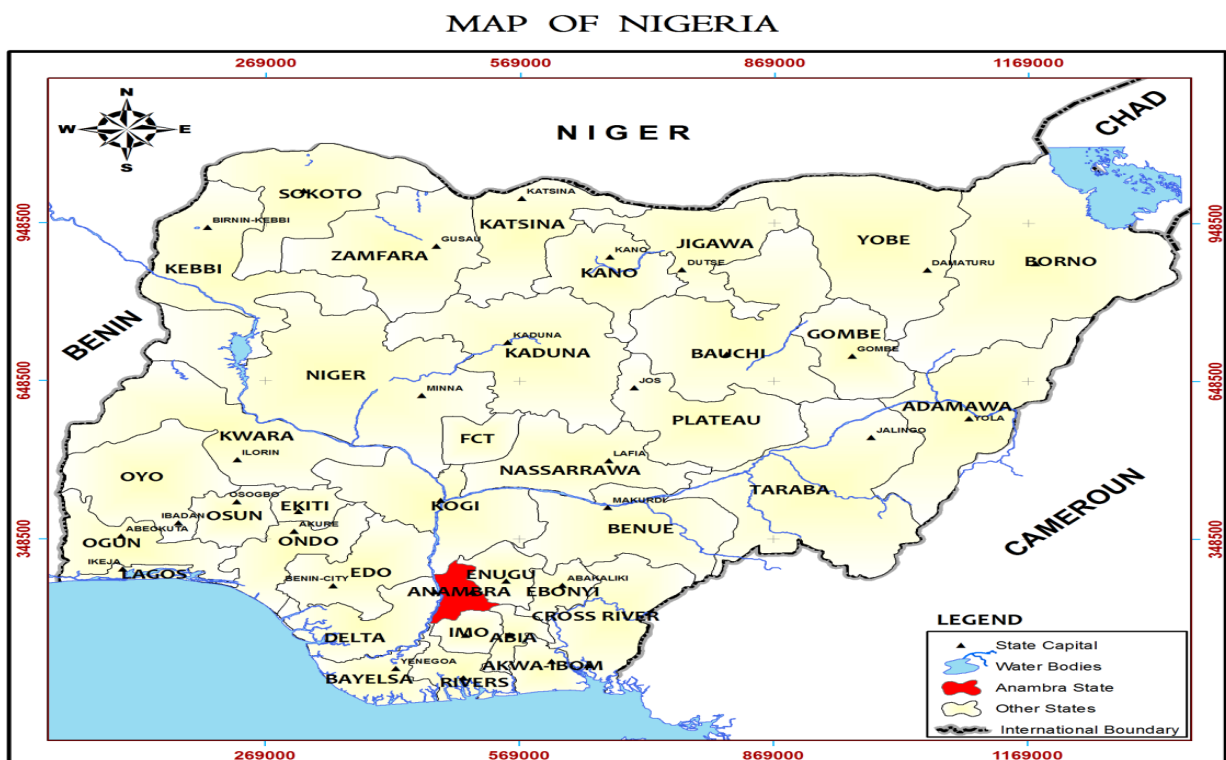 MAP OF NIGERIA
269000 569000 869000 1169000
N
W E
S
NIGER
CHAD
BENIN
CAMEROUN
948500 948500
648500 648500
348500 348500
SOKOTO
KATSINA
KATSINA
BIRNIN-KEBBI
GUSAU
ZAMFARA
KEBBI
KANO
KANO
JIGAWA
DUTSE
YOBE
DAMATURU
BORNO
KADUNA
KADUNA
BAUCHI
GOMBE
GOMBE
NIGER
MINNA
JOS
PLATEAU
ADAMAWA
YOLA
JALINGO
KWARA
ILORIN
FCT
LAFIA
NASSARRAWA
OYO
TARABA
OSOGBO
OSUN
EKITI
KOGI
MAKURDI
BENUE
IBADAN
ABEOKUTA
AKURE
OGUN
ONDO
IKEJA
LAGOS
BENIN-CITY
EDO
ENUGU
ABAKALIKI
ANAMBRA
EBONYI
CROSS RIVER
DELTA
IMO
ABIA
YENEGOA
BAYELSA
RIVERS
AKWA-IBOM
LEGEND
State Capital
Water Bodies
Anambra State
Other States
International Boundary
269000 569000 869000 1169000